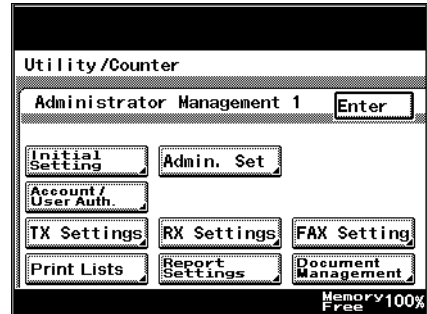 Utility/Counter
Administrator Management 1 Enter
Initial
Setting
Admin. Set
Account/
User Auth.
TX Settings RX Settings FAX Setting
Print Lists
Report
Settings
Document
Management
Memory
Free 100%